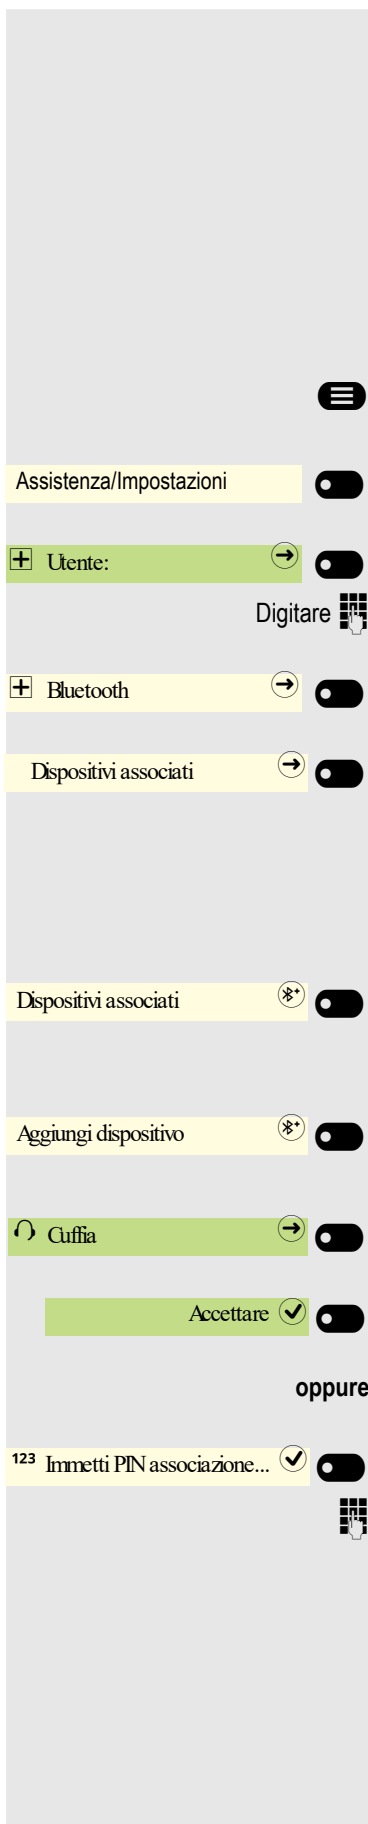 Assistenza/Impostazioni
Utente:
Digitare
Bluetooth
Dispositivi associati
Dispositivi associati
Aggiungi dispositivo
Cuffia
Accettare
oppure
123 Immetti PIN associazione...